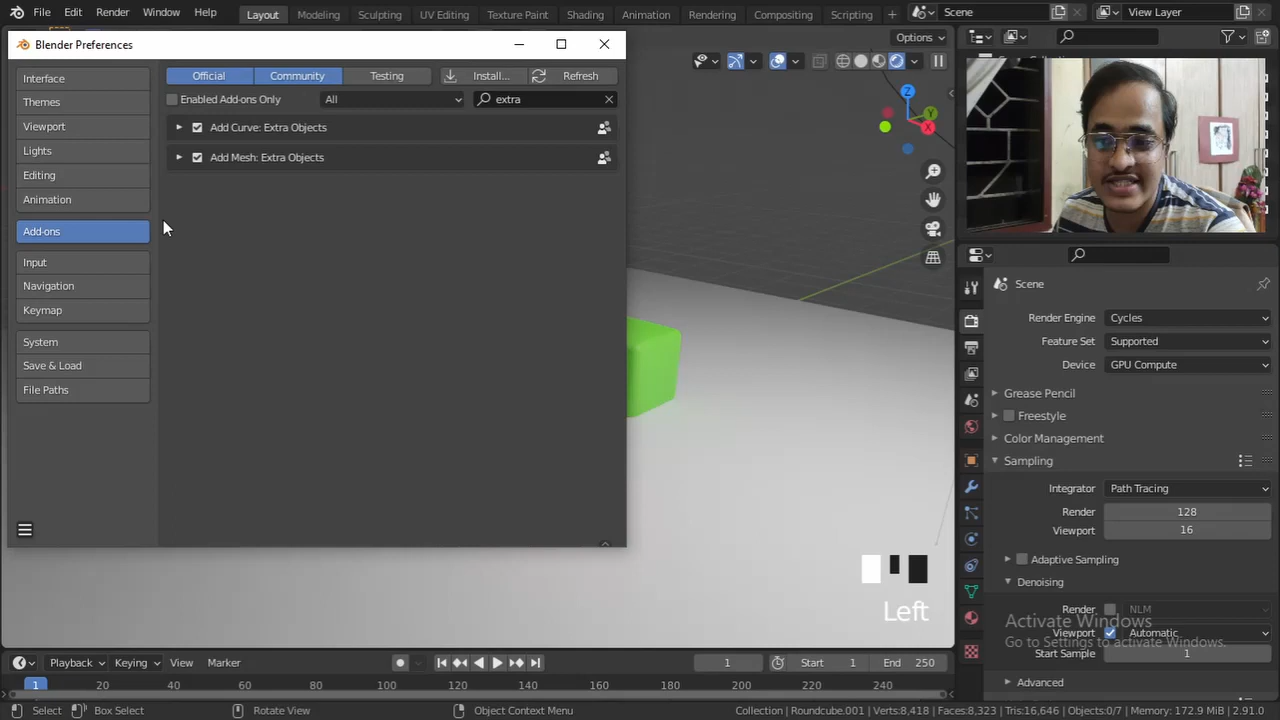 File Edit Render Window Help Layout Modeling Sculpting UV Editing Texture Paint Shading Animation Rendering Compositing Scripting + Scene View Layer
Blender Preferences
Options
Interface
Themes
Viewport
Lights
Editing
Animation
Add-ons
Input
Navigation
Keymap
System
Save & Load
File Paths
Official Community Testing Install... Refresh
Enabled Add-ons Only All extra
Add Curve: Extra Objects
Add Mesh: Extra Objects
Z
Y
X
Left
Scene
Render Engine Cycles
Feature Set Supported
Device GPU Compute
Grease Pencil
Freestyle
Color Management
Sampling
Integrator Path Tracing
Render 128
Viewport 16
Adaptive Sampling
Denoising
Render NLM
Activate Windows
Viewport Automatic
Go to Settings to activate Windows.
Start Sample 1
Advanced
Playback Keying View Marker 1 Start 1 End 250
1 20 40 60 80 100 120 140 160 180 200 220 240
Select Box Select Rotate View Object Context Menu Collection | Roundcube.001 | Verts:8,418 | Faces:8,323 | Tris:16,646 | Objects:0/7 | Memory: 172.9 MiB | 2.91.0